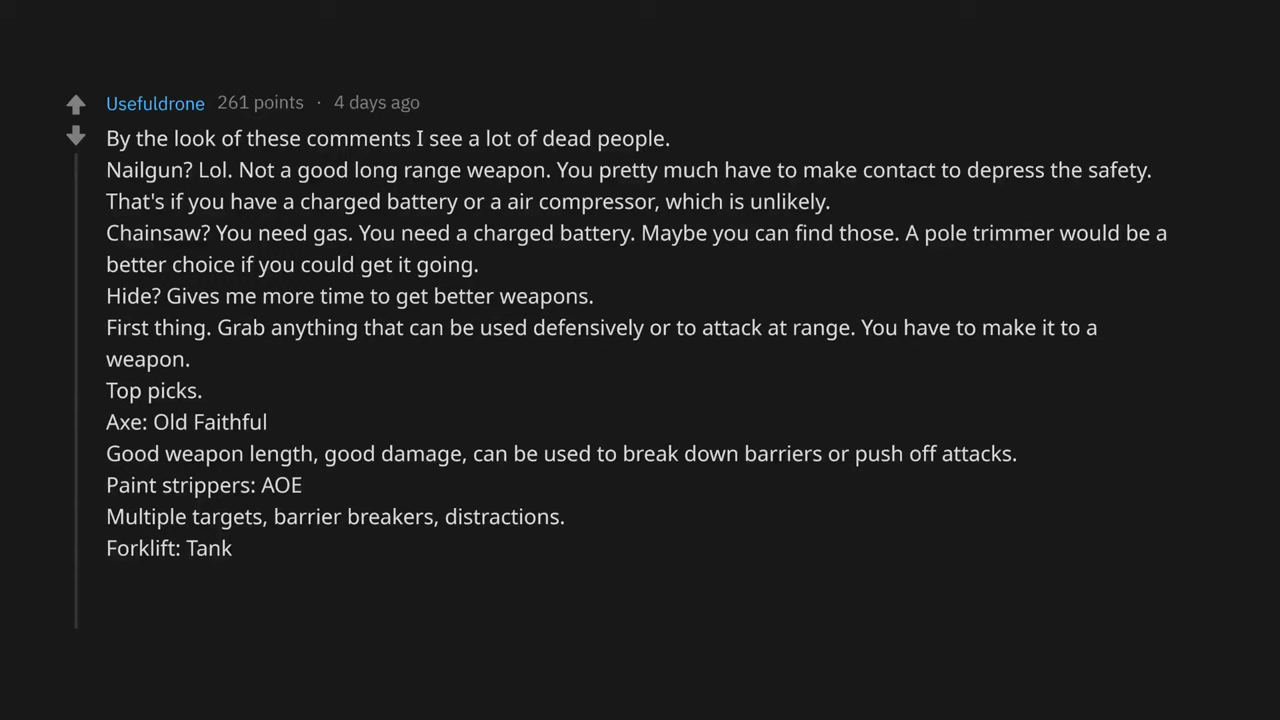 Usefuldrone 261 points · 4 days ago
By the look of these comments I see a lot of dead people.
Nailgun? Lol. Not a good long range weapon. You pretty much have to make contact to depress the safety.
That's if you have a charged battery or a air compressor, which is unlikely.
Chainsaw? You need gas. You need a charged battery. Maybe you can find those. A pole trimmer would be a
better choice if you could get it going.
Hide? Gives me more time to get better weapons.
First thing. Grab anything that can be used defensively or to attack at range. You have to make it to a
weapon.
Top picks.
Axe: Old Faithful
Good weapon length, good damage, can be used to break down barriers or push off attacks.
Paint strippers: AOE
Multiple targets, barrier breakers, distractions.
Forklift: Tank